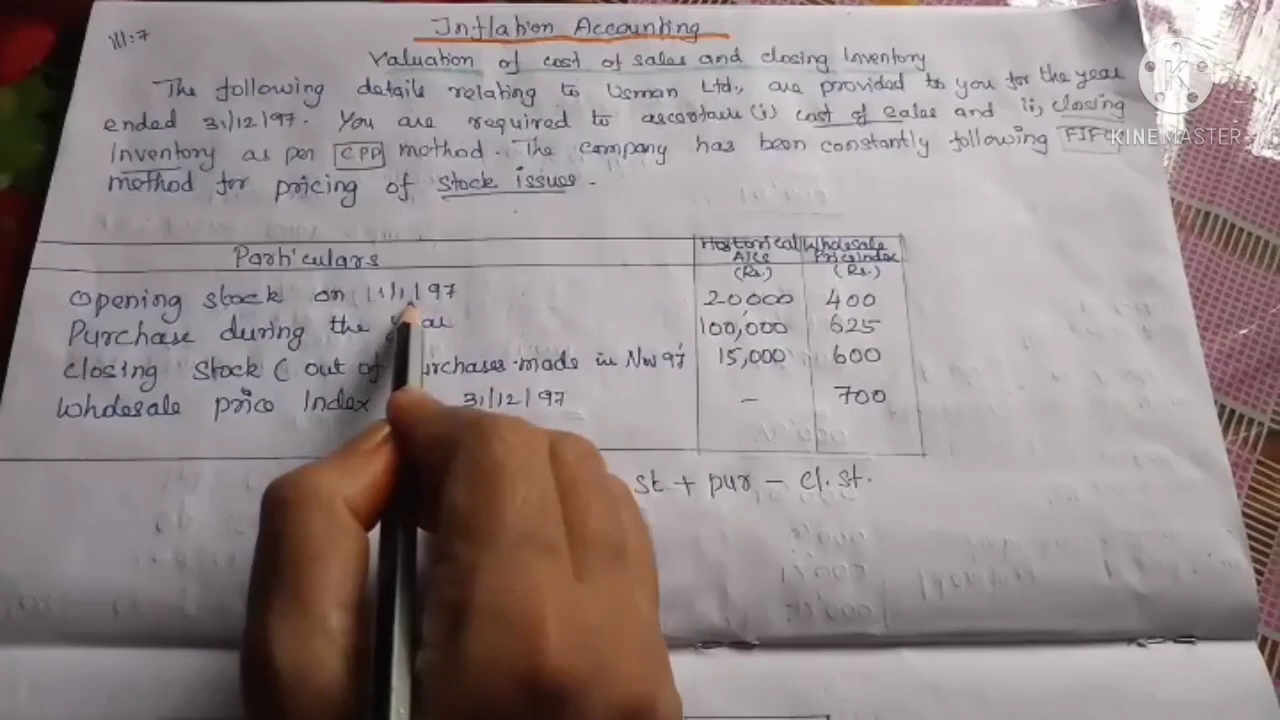 Ill:7
Inflation Accounting
Valuation of cost of sales and closing Inventory
The following details relating to Usman Ltd., are provided to you for the year
ended 31/12/97. You are required to ascertain (i) cost of sales and ii, closing
Inventory as per CPP method. The company has been constantly following FIFO
method for pricing of stock issues.
KINEMASTER
Particulars Historical A/cs (Rs.) Wholesale Price Index (Rs.)
Opening stock on 1/1/97 20000 400
Purchase during the 100,000 625
closing stock ( out of purchases made in Nov 97 15,000 600
Wholesale price Index 31/12/97 - 700
st + pur - cl. st.